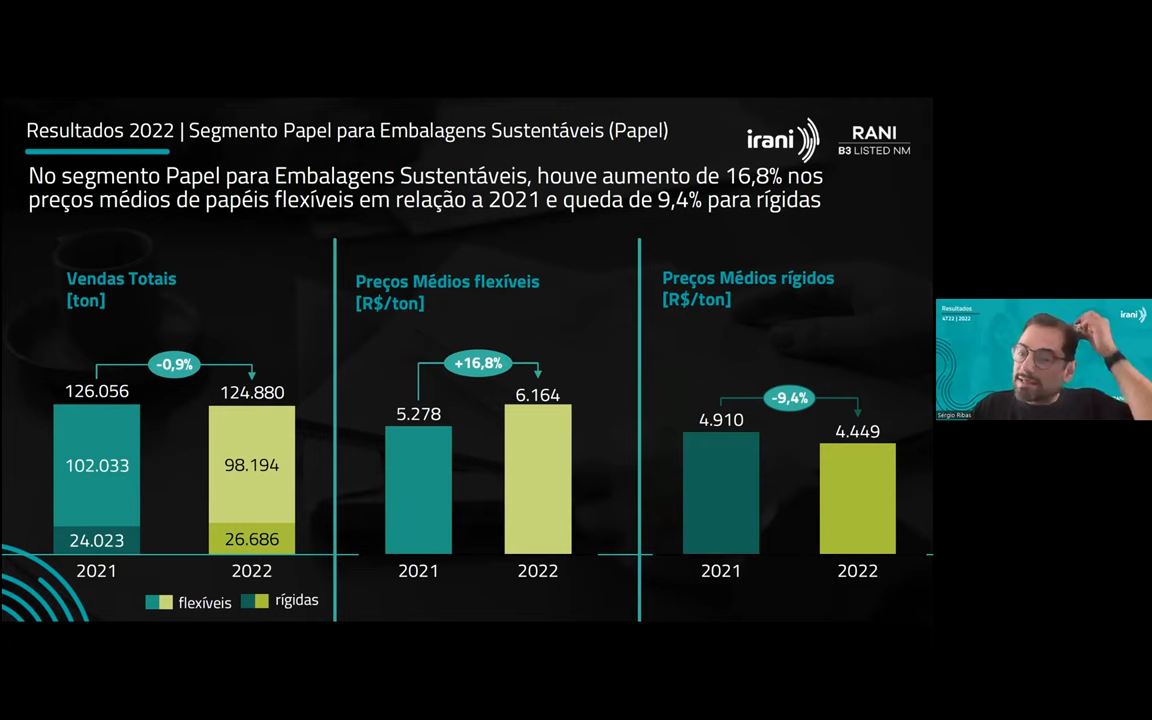 Resultados 2022 | Segmento Papel para Embalagens Sustentáveis (Papel)
irani
RANI
B3 LISTED NM
No segmento Papel para Embalagens Sustentáveis, houve aumento de 16,8% nos
preços médios de papéis flexíveis em relação a 2021 e queda de 9,4% para rígidas
Vendas Totais
[ton]
-0,9%
126.056
124.880
102.033
98.194
24.023
26.686
2021
2022
flexíveis
rígidas
Preços Médios flexíveis
[R$/ton]
+16,8%
5.278
6.164
2021
2022
Preços Médios rígidos
[R$/ton]
-9,4%
4.910
4.449
2021
2022
Resultados
4T22 | 2022
irani
Sérgio Ribas